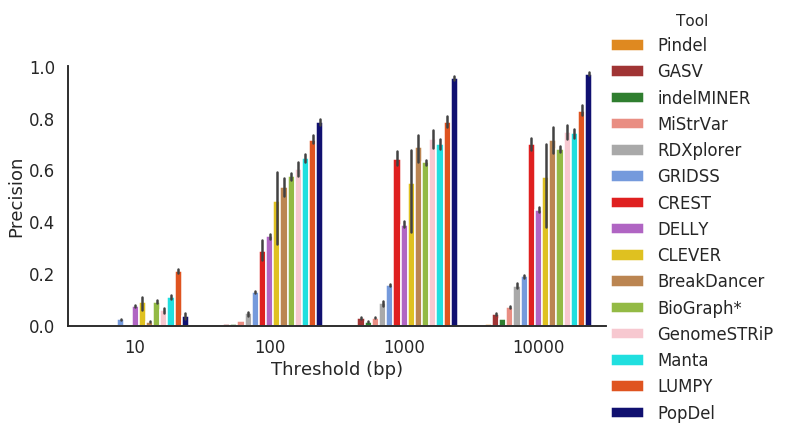 Tool
Pindel
GASV
indelMINER
MiStrVar
RDXplorer
GRIDSS
CREST
DELLY
CLEVER
BreakDancer
BioGraph*
GenomeSTRiP
Manta
LUMPY
PopDel
Precision
1.0
0.8
0.6
0.4
0.2
0.0
10 100 1000 10000
Threshold (bp)